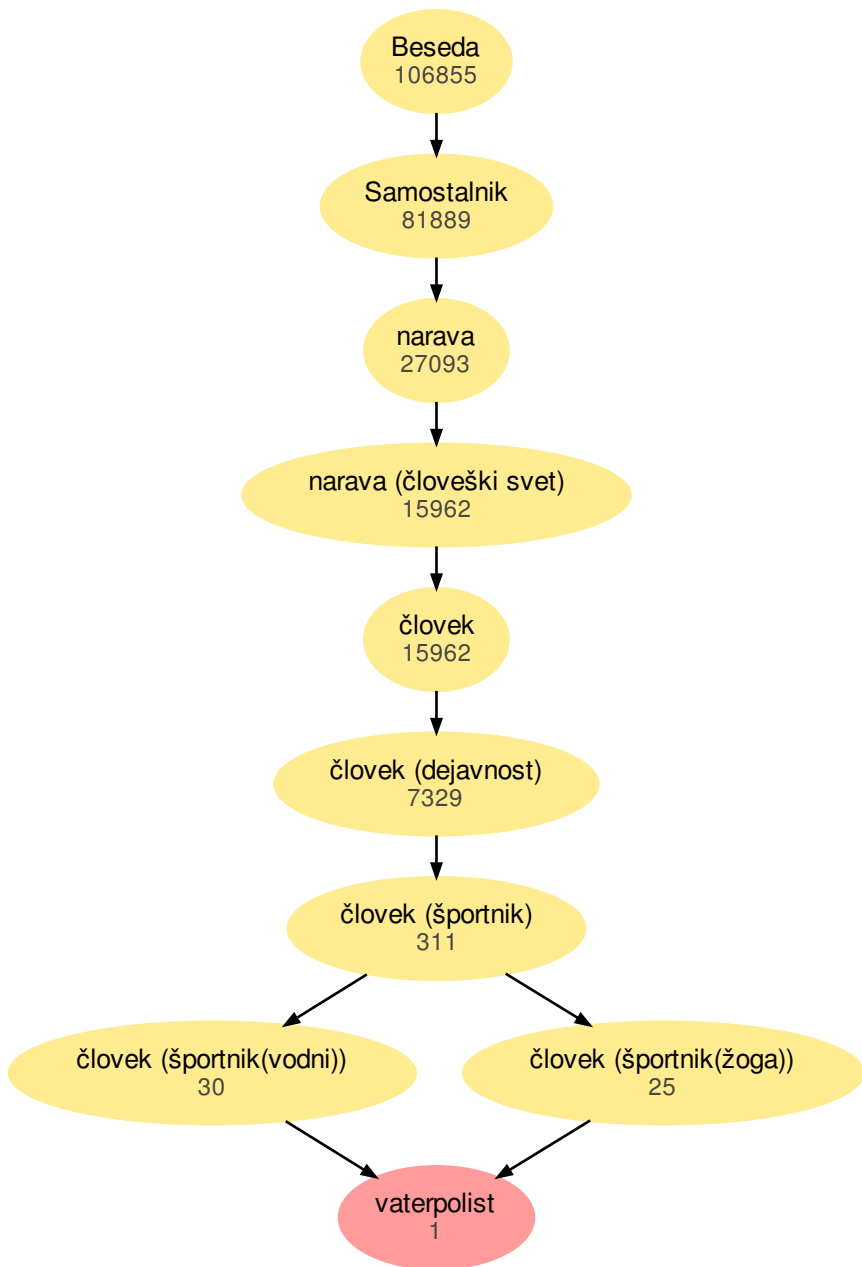 Beseda
106855
Samostalnik
81889
narava
27093
narava (človeški svet)
15962
človek
15962
človek (dejavnost)
7329
človek (športnik)
311
človek (športnik(vodni))
30
človek (športnik(žoga))
25
vaterpolist
1